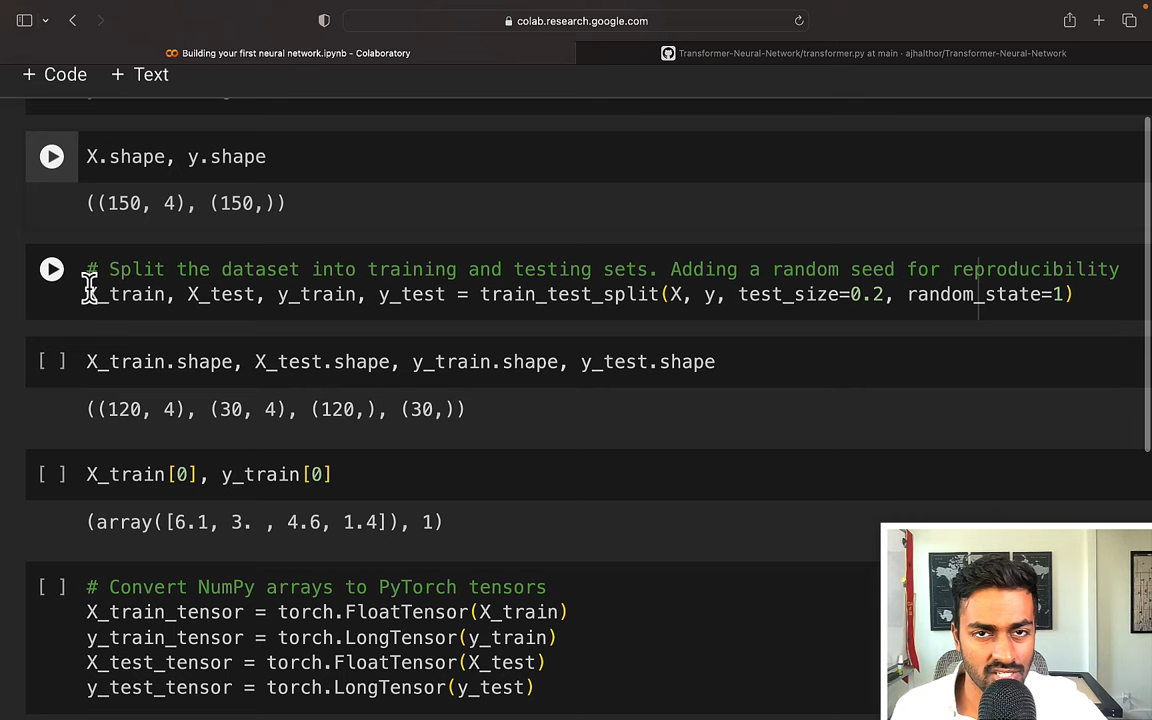 colab.research.google.com
Building your first neural network.ipynb - Colaboratory
Transformer-Neural-Network/transformer.py at main · ajhalthor/Transformer-Neural-Network
+ Code + Text
X.shape, y.shape
((150, 4), (150,))
# Split the dataset into training and testing sets. Adding a random seed for reproducibility
X_train, X_test, y_train, y_test = train_test_split(X, y, test_size=0.2, random_state=1)
[ ] X_train.shape, X_test.shape, y_train.shape, y_test.shape
((120, 4), (30, 4), (120,), (30,))
[ ] X_train[0], y_train[0]
(array([6.1, 3. , 4.6, 1.4]), 1)
[ ] # Convert NumPy arrays to PyTorch tensors
X_train_tensor = torch.FloatTensor(X_train)
y_train_tensor = torch.LongTensor(y_train)
X_test_tensor = torch.FloatTensor(X_test)
y_test_tensor = torch.LongTensor(y_test)